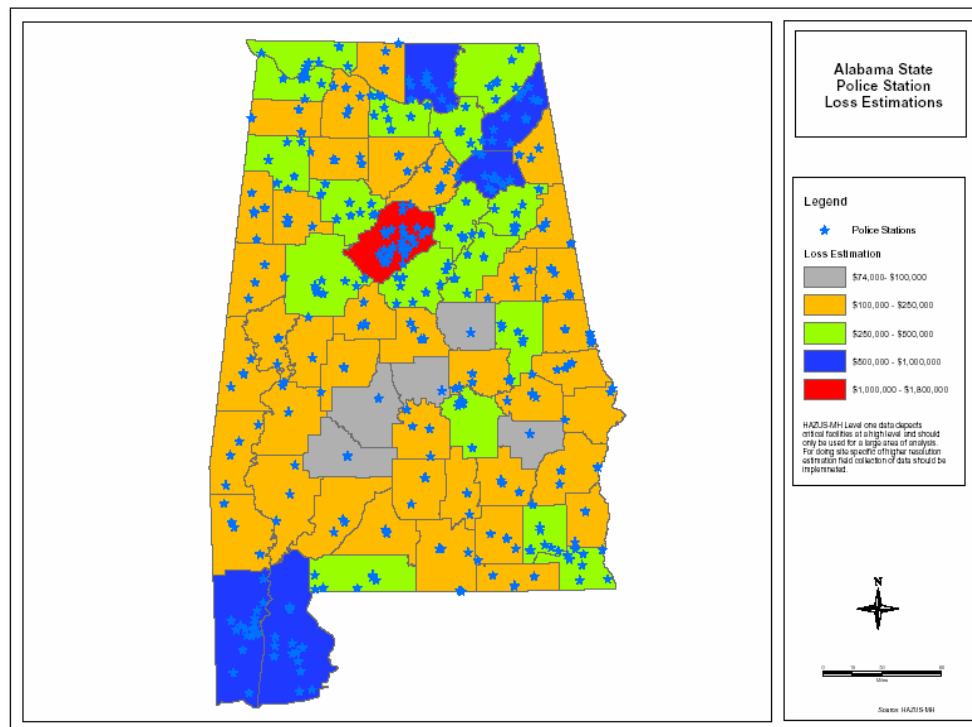 Alabama State
Police Station
Loss Estimations
Legend
Police Stations
Loss Estimation
$74,000- $100,000
$100,000 - $250,000
$250,000 - $500,000
$500,000 - $1,000,000
$1,000,000 - $1,800,000
HAZUS-MH Level one data depects
critical facilities at a high level and should
only be used for a large area of analysis.
For doing site specific of higher resolution
estimation field collection of data should be
implemneted.
N
Miles
Source: HAZUS-MH